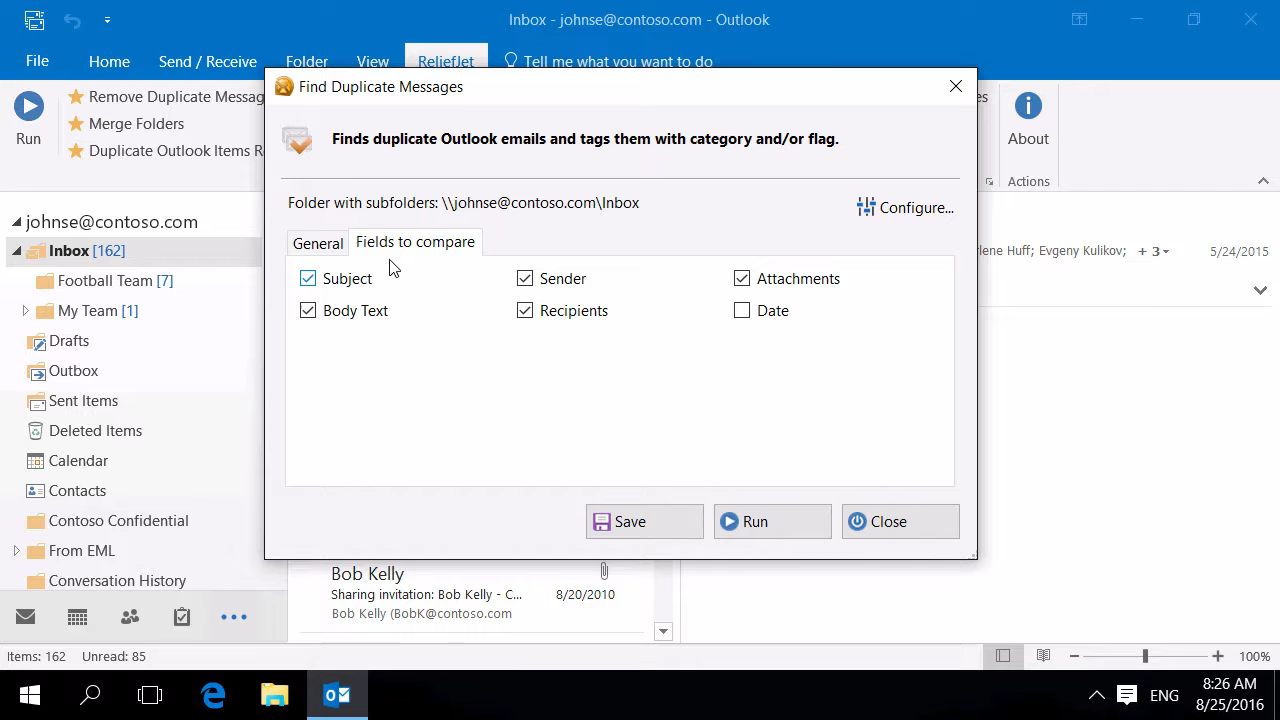 Inbox - johnse@contoso.com - Outlook
File Home Send / Receive Folder View ReliefJet Tell me what you want to do
Run
Remove Duplicate Messag
Merge Folders
Duplicate Outlook Items R
About
Actions
Find Duplicate Messages
Finds duplicate Outlook emails and tags them with category and/or flag.
Folder with subfolders: \\johnse@contoso.com\Inbox
Configure...
General Fields to compare
Subject Sender Attachments
Body Text Recipients Date
Save Run Close
johnse@contoso.com
Inbox [162]
Football Team [7]
My Team [1]
Drafts
Outbox
Sent Items
Deleted Items
Calendar
Contacts
Contoso Confidential
From EML
Conversation History
Evgeny Kulikov; + 3
5/24/2015
Bob Kelly
Sharing invitation: Bob Kelly - C... 8/20/2010
Bob Kelly (BobK@contoso.com
Items: 162 Unread: 85
100%
ENG
8:26 AM
8/25/2016